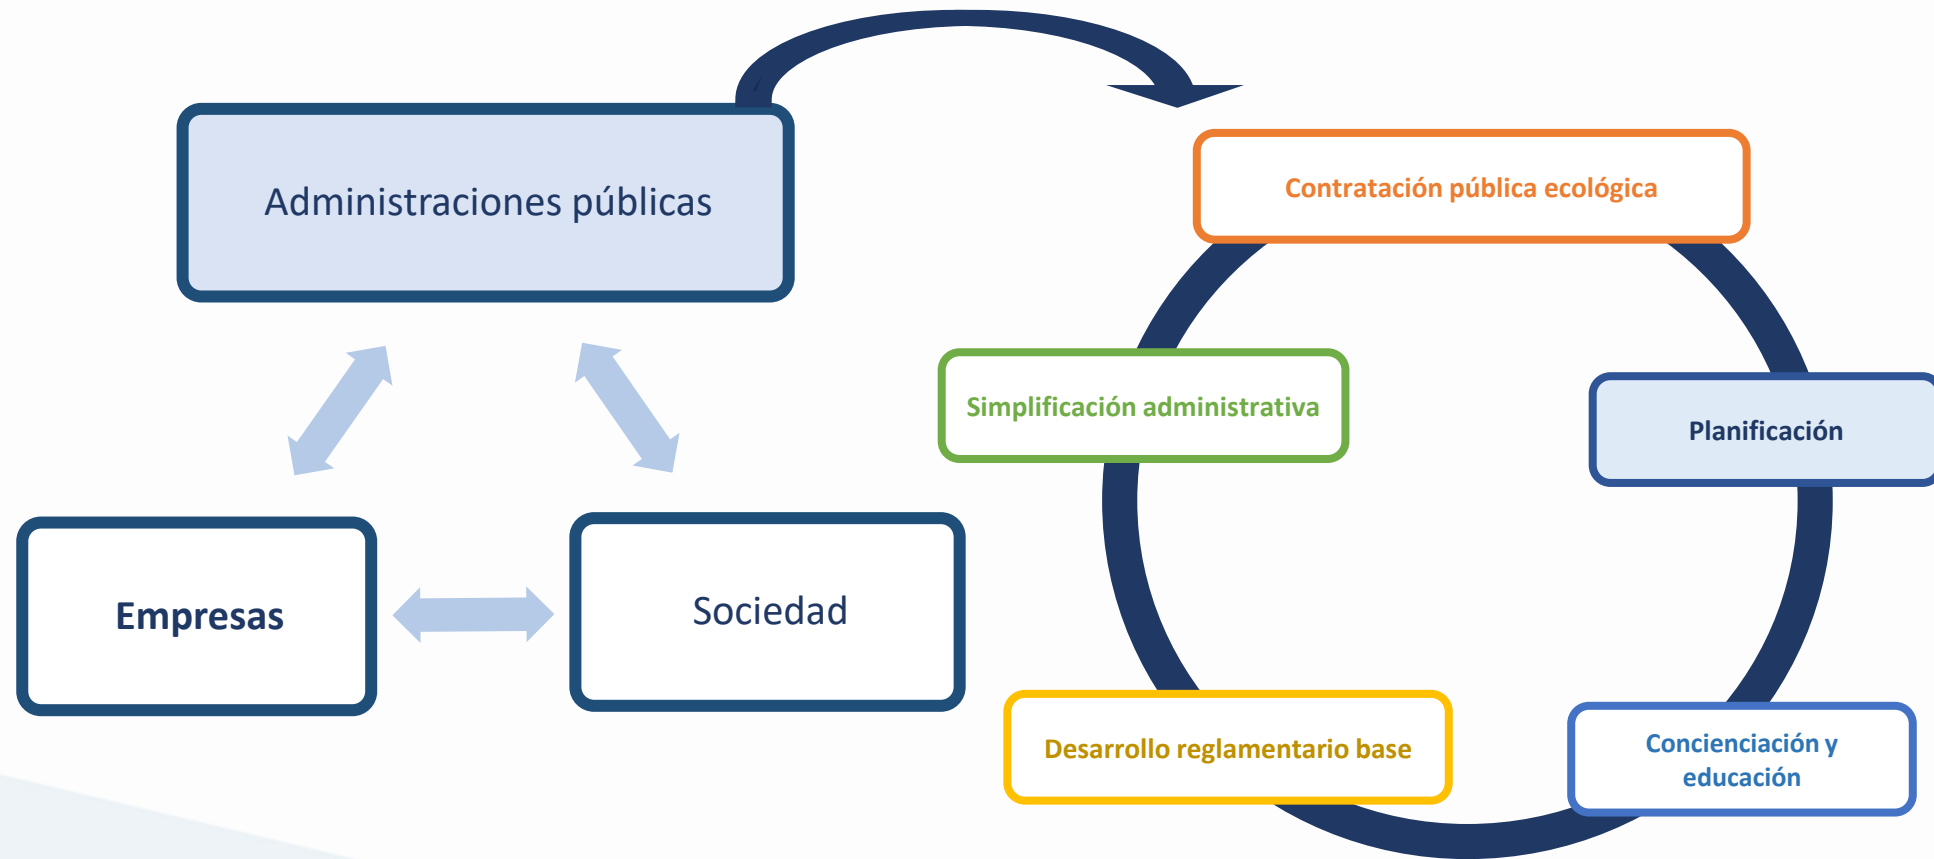 Administraciones públicas
Empresas
Sociedad
Contratación pública ecológica
Simplificación administrativa
Planificación
Desarrollo reglamentario base
Concienciación y
educación